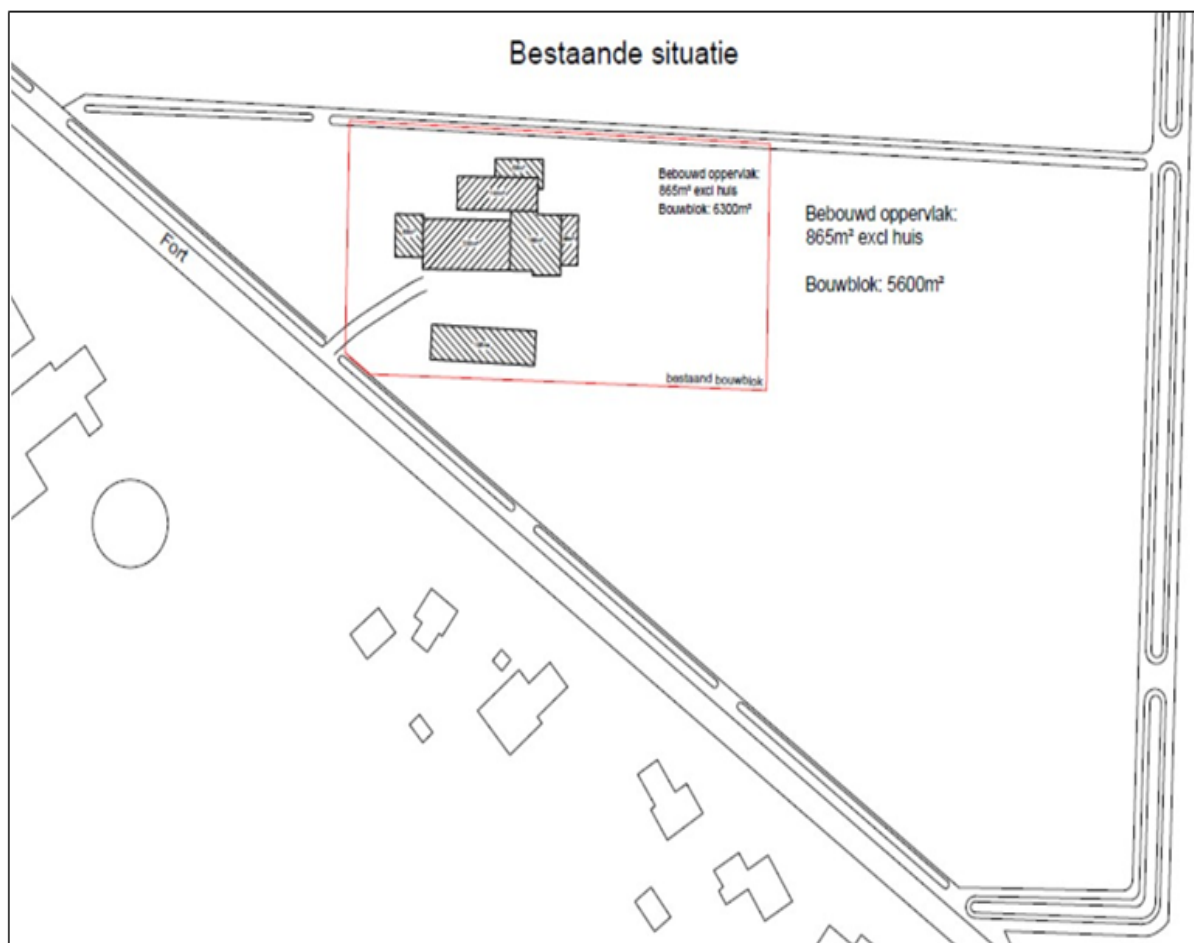 Bestaande situatie
Bebouwd oppervlak:
865m² excl huis
Bouwblok: 6300m²
Bebouwd oppervlak:
865m² excl huis
Bouwblok: 5600m²
Fort
bestaand bouwblok